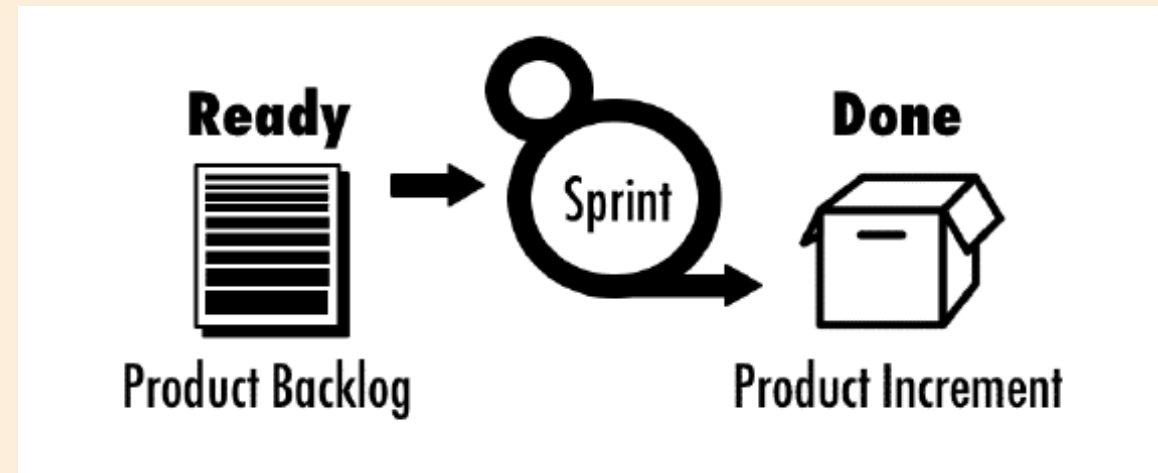 Ready
Done
Sprint
Product Backlog
Product Increment